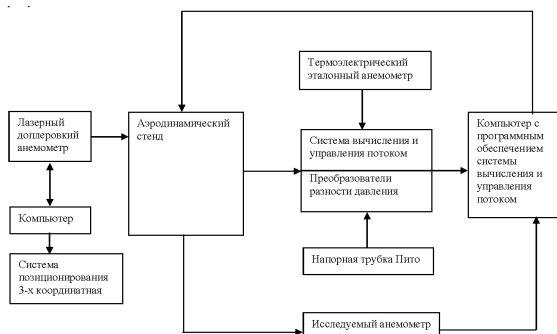 Термоэлектрический
эталонный анемометр
Лазерный
доплеровкий
анемометр
Аэродинамический
стенд
Система вычисления и
управления потоком
Преобразователи
разности давления
Компьютер с
программным
обеспечением
системы
вычисления и
управления
потоком
Компьютер
Система
позиционирования
3-х координатная
Напорная трубка Пито
Исследуемый анемометр